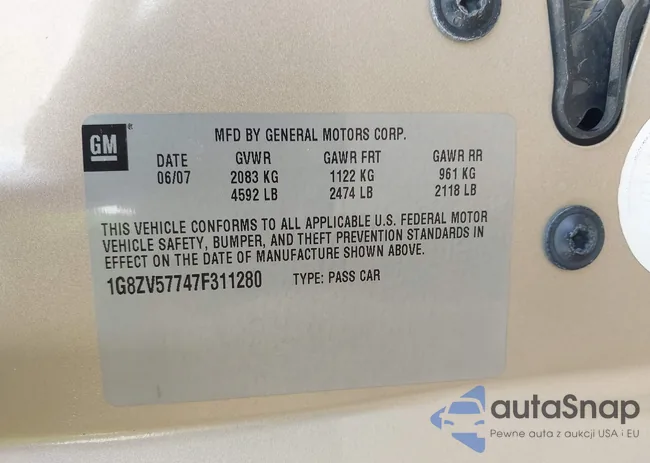 GM
MFD BY GENERAL MOTORS CORP.
DATE GVWR GAWR FRT GAWR RR
06/07 2083 KG 1122 KG 961 KG
4592 LB 2474 LB 2118 LB
THIS VEHICLE CONFORMS TO ALL APPLICABLE U.S. FEDERAL MOTOR
VEHICLE SAFETY, BUMPER, AND THEFT PREVENTION STANDARDS IN
EFFECT ON THE DATE OF MANUFACTURE SHOWN ABOVE.
1G8ZV57747F311280 TYPE: PASS CAR
autaSnap
Pewne auta z aukcji USA i EU